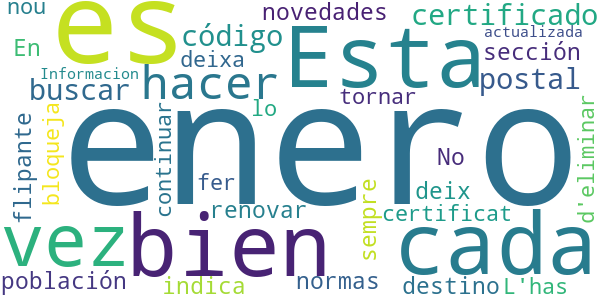 nou
es
código
novedades
certificado
En
deixa
Esta
actualizada
sección
Informacion
buscar
hacer
postal
tornar
lo
enero
flipante
bloqueja
continuar
No
fer
deix
d'eliminar
renovar
sempre
certificat
vez
bien
cada
población
indica
normas
destino
L'has